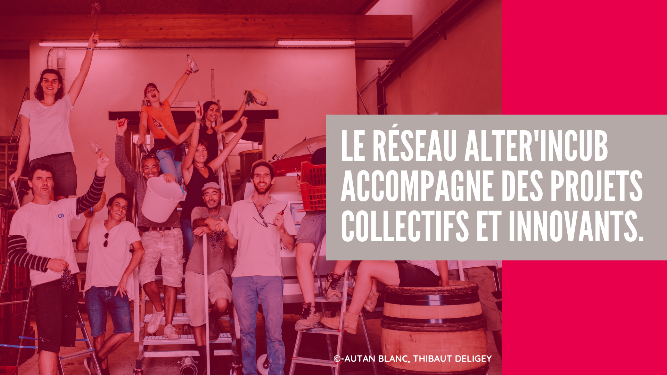 LE RÉSEAU ALTER'INCUB
ACCOMPAGNE DES PROJETS
COLLECTIFS ET INNOVANTS.
©-AUTAN BLANC, THIBAUT DELIGEY